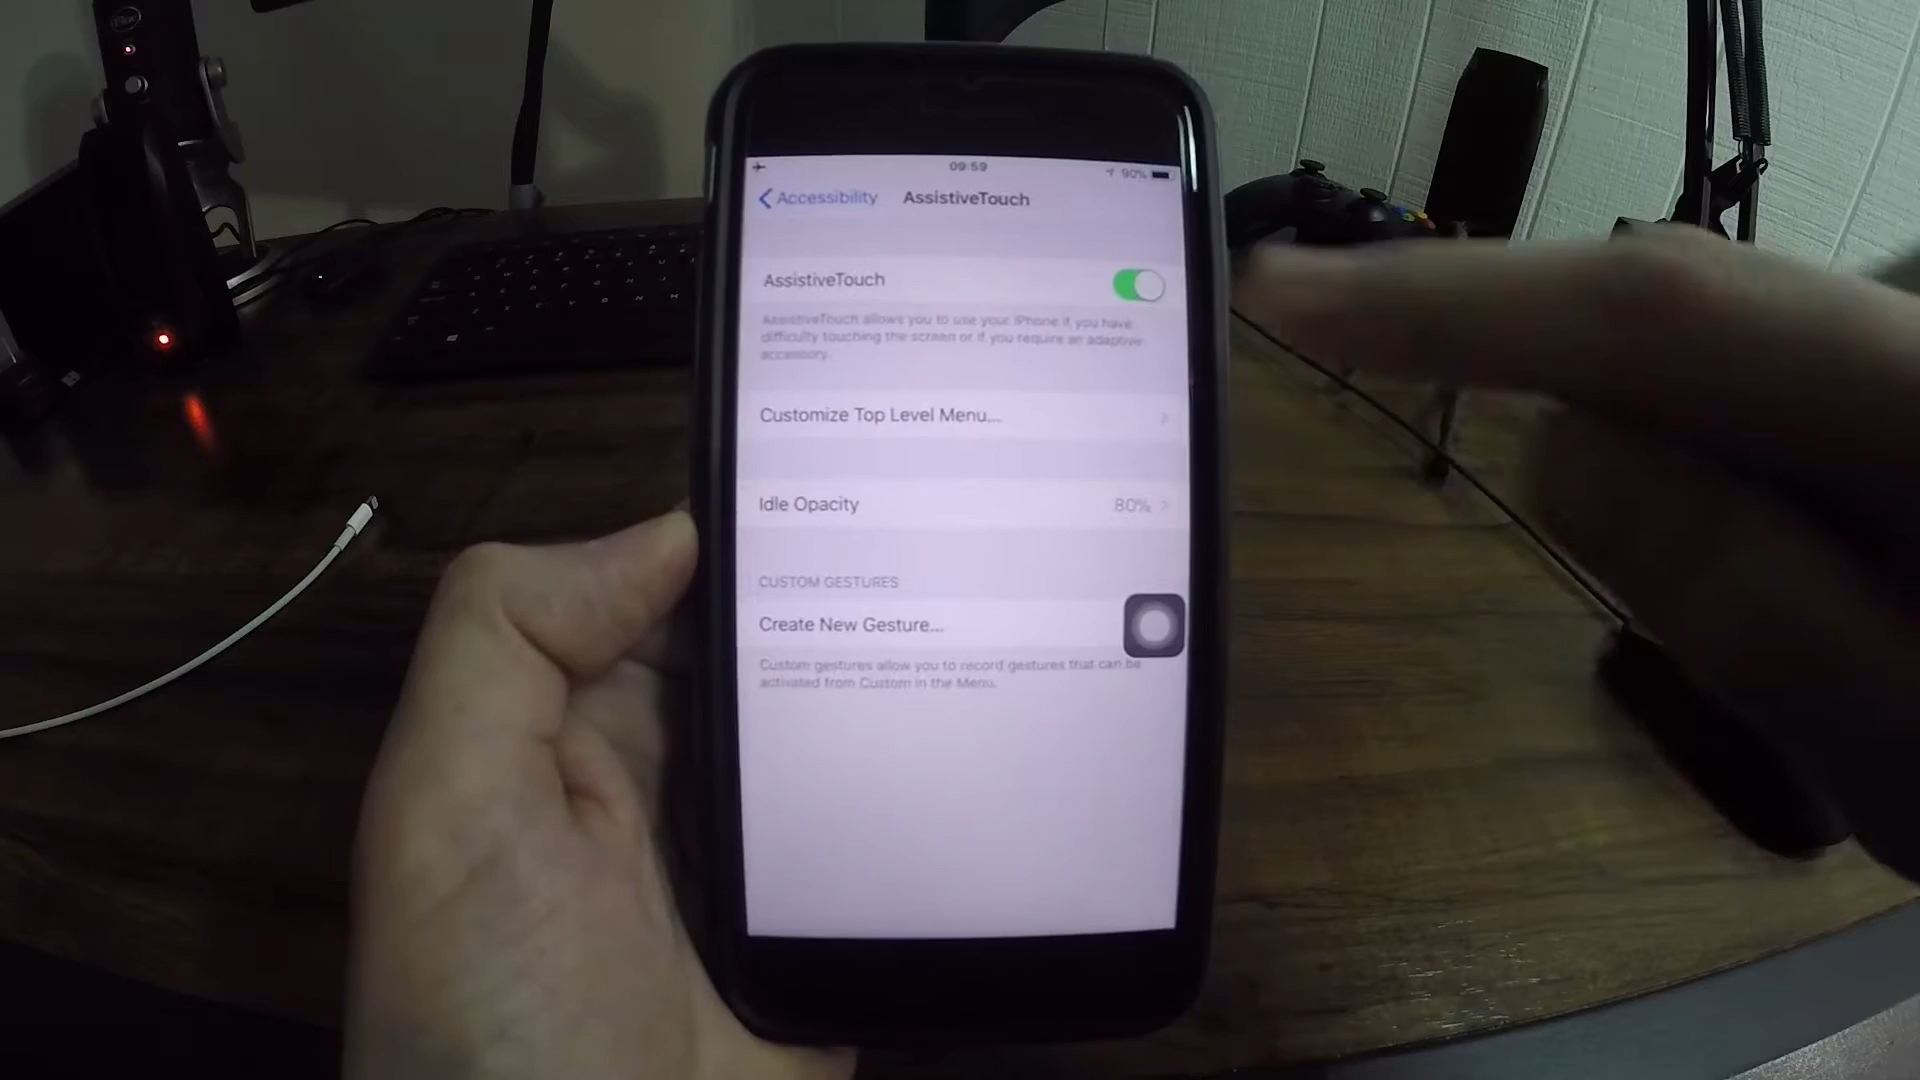 Blue
09:59
90%
Accessibility
AssistiveTouch
AssistiveTouch
AssistiveTouch allows you to use your iPhone if you have
difficulty touching the screen or if you require an adaptive
accessory.
Customize Top Level Menu...
Idle Opacity
80%
CUSTOM GESTURES
Create New Gesture...
Custom gestures allow you to record gestures that can be
activated from Custom in the Menu.